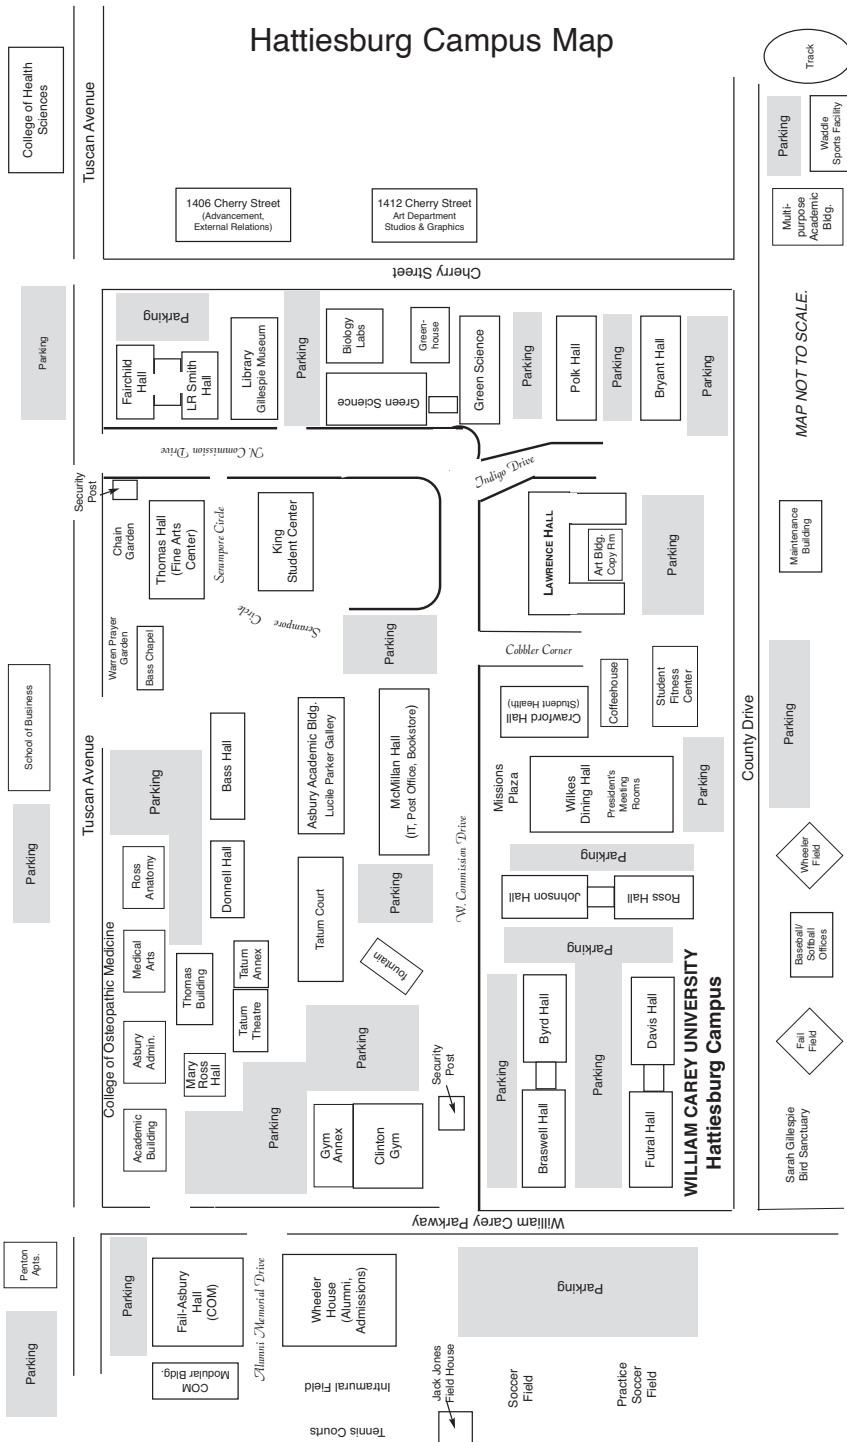 Hattiesburg Campus Map
College of Health
Sciences
Tuscan Avenue
Track
Parking
Waddle
Sports Facility
1406 Cherry Street
(Advancement,
External Relations)
1412 Cherry Street
Art Department
Studios & Graphics
Multi-
purpose
Academic
Bldg.
Cherry Street
Parking
Parking
Fairchild
Hall
LR Smith
Hall
Library
Gillespie Museum
Parking
Biology
Labs
Green Science
Green-
house
Green Science
Parking
Polk Hall
Parking
Bryant Hall
Parking
MAP NOT TO SCALE.
N. Commission Drive
Indigo Drive
Security
Post
Chain
Garden
Thomas Hall
(Fine Arts
Center)
Serampore Circle
King
Student Center
LAWRENCE HALL
Art Bldg.
Copy Rm
Parking
Maintenance
Building
Serampore
Circle
Warren Prayer
Garden
Bass Chapel
Parking
Cobbler Corner
School of Business
Crawford Hall
(Student Health)
Coffeehouse
Student
Fitness
Center
Parking
County Drive
Tuscan Avenue
Parking
Parking
Bass Hall
Asbury Academic Bldg.
Lucile Parker Gallery
McMillan Hall
(IT, Post Office, Bookstore)
W. Commission Drive
Missions
Plaza
Wilkes
Dining Hall
President's
Meeting
Rooms
Parking
Ross
Anatomy
Donnell Hall
Tatum Court
Parking
Parking
Johnson Hall
Ross Hall
Wheeler
Field
College of Osteopathic Medicine
Medical
Arts
Thomas
Building
Tatum
Annex
Tatum
Theatre
fountain
Parking
Baseball/
Softball
Offices
Asbury
Admin.
Mary
Ross
Hall
Parking
Security
Post
Parking
Byrd Hall
Parking
Davis Hall
WILLIAM CAREY UNIVERSITY
Hattiesburg Campus
Fail
Field
Academic
Building
Parking
Gym
Annex
Clinton
Gym
Braswell Hall
Futral Hall
Sarah Gillespie
Bird Sanctuary
William Carey Parkway
Penton
Apts.
Parking
Parking
Fail-Asbury
Hall
(COM)
Alumni Memorial Drive
Wheeler
House
(Alumni,
Admissions)
Parking
COM
Modular Bldg.
Intramural Field
Tennis Courts
Jack Jones
Field House
Soccer
Field
Practice
Soccer
Field